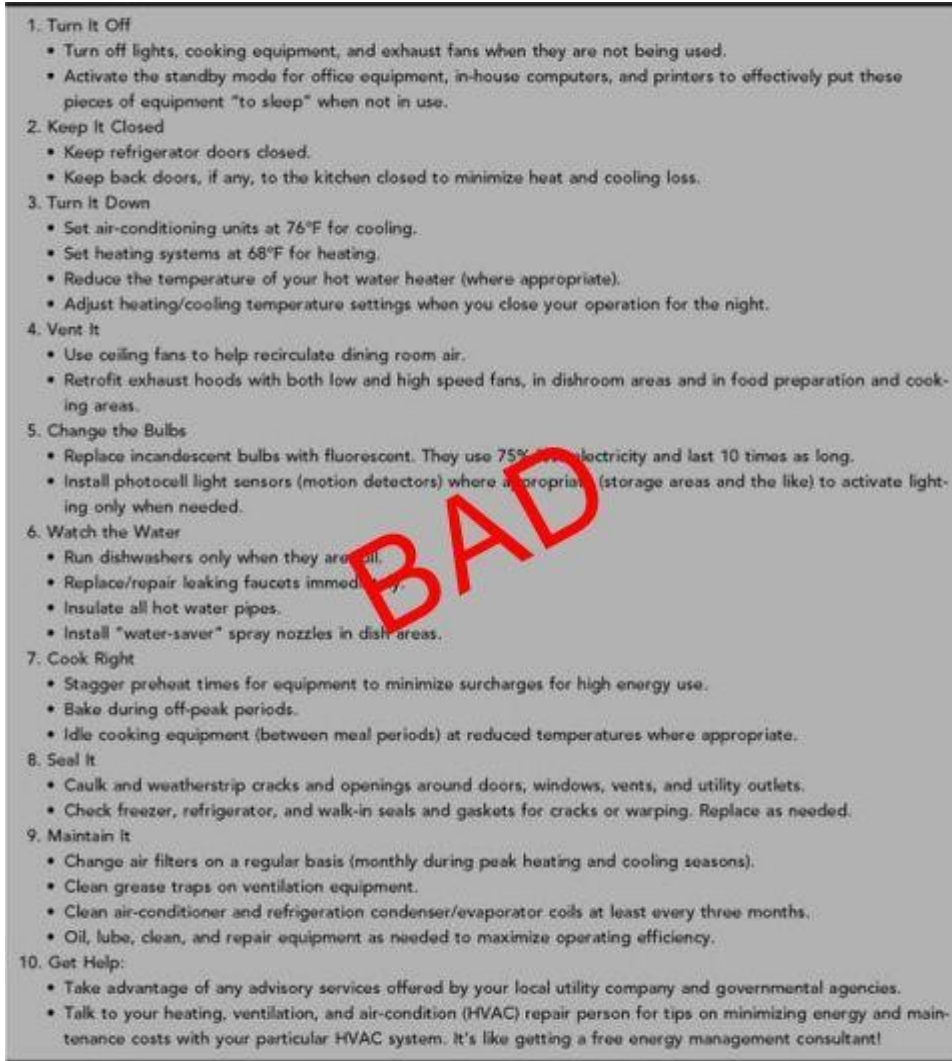 1. Turn It Off
• Turn off lights, cooking equipment, and exhaust fans when they are not being used.
• Activate the standby mode for office equipment, in-house computers, and printers to effectively put these
pieces of equipment "to sleep" when not in use.
2. Keep It Closed
• Keep refrigerator doors closed.
• Keep back doors, if any, to the kitchen closed to minimize heat and cooling loss.
3. Turn It Down
• Set air-conditioning units at 76°F for cooling.
• Set heating systems at 68°F for heating.
• Reduce the temperature of your hot water heater (where appropriate).
• Adjust heating/cooling temperature settings when you close your operation for the night.
4. Vent It
• Use ceiling fans to help recirculate dining room air.
• Retrofit exhaust hoods with both low and high speed fans, in dishroom areas and in food preparation and cook-
ing areas.
5. Change the Bulbs
• Replace incandescent bulbs with fluorescent. They use 75% electricity and last 10 times as long.
• Install photocell light sensors (motion detectors) where appropriate (storage areas and the like) to activate light-
ing only when needed.
6. Watch the Water
• Run dishwashers only when they are
• Replace/repair leaking faucets immediately.
• Insulate all hot water pipes.
• Install "water-saver" spray nozzles in dish areas.
BAD
7. Cook Right
• Stagger preheat times for equipment to minimize surcharges for high energy use.
• Bake during off-peak periods.
• Idle cooking equipment (between meal periods) at reduced temperatures where appropriate.
8. Seal It
• Caulk and weatherstrip cracks and openings around doors, windows, vents, and utility outlets.
• Check freezer, refrigerator, and walk-in seals and gaskets for cracks or warping. Replace as needed.
9. Maintain It
• Change air filters on a regular basis (monthly during peak heating and cooling seasons).
• Clean grease traps on ventilation equipment.
• Clean air-conditioner and refrigeration condenser/evaporator coils at least every three months.
• Oil, lube, clean, and repair equipment as needed to maximize operating efficiency.
10. Get Help:
• Take advantage of any advisory services offered by your local utility company and governmental agencies.
• Talk to your heating, ventilation, and air-condition (HVAC) repair person for tips on minimizing energy and main-
tenance costs with your particular HVAC system. It's like getting a free energy management consultant!